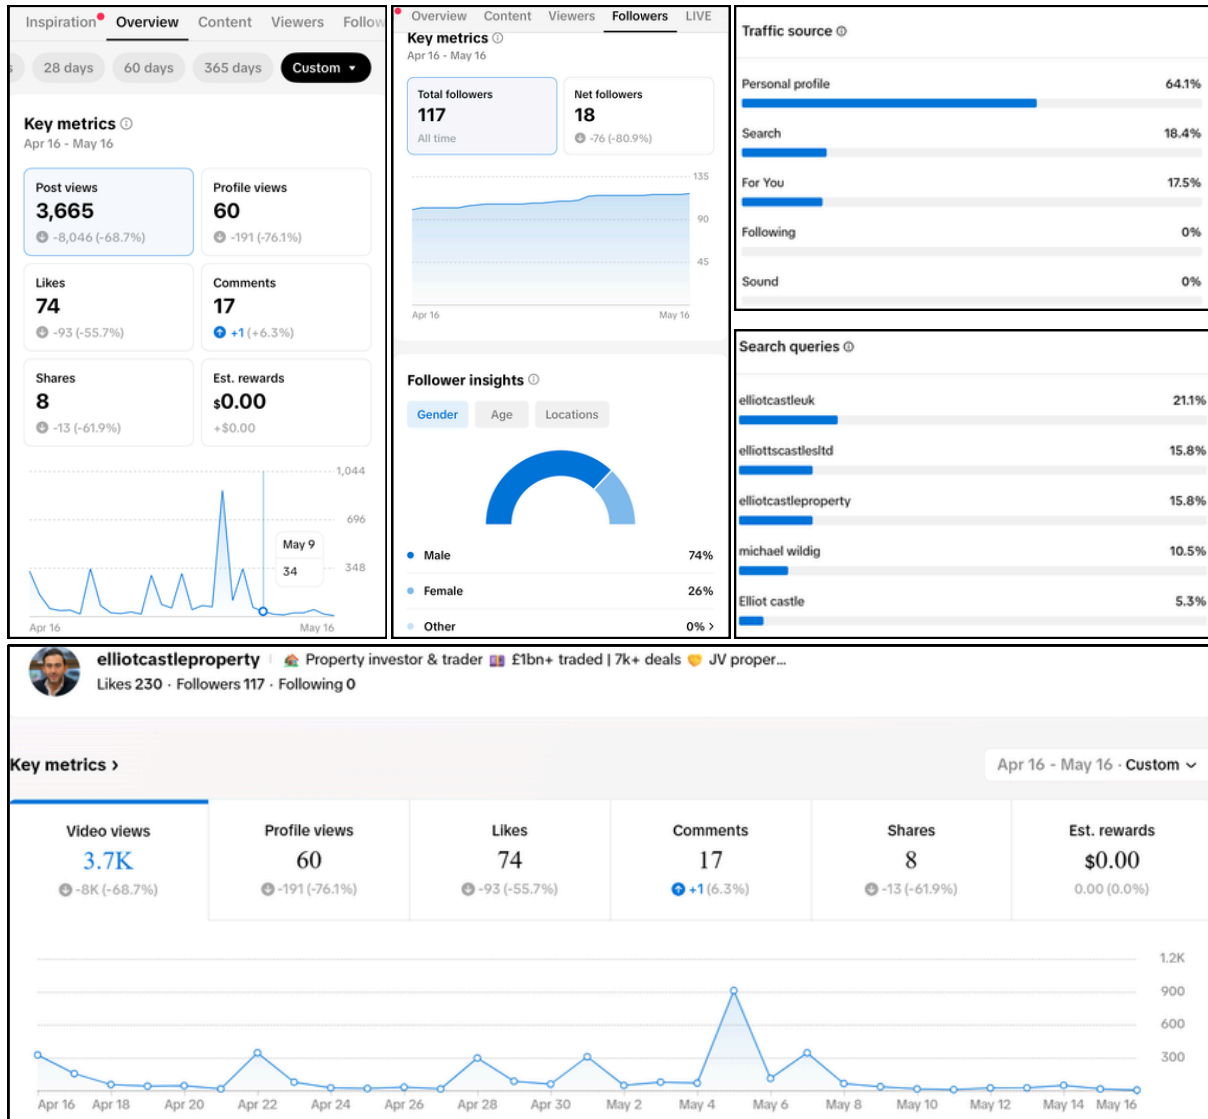 Inspiration Overview Content Viewers Follow
s 28 days 60 days 365 days Custom
Key metrics
Apr 16 - May 16
Post views
3,665
-8,046 (-68.7%)
Profile views
60
-191 (-76.1%)
Likes
74
-93 (-55.7%)
Comments
17
+1 (+6.3%)
Shares
8
-13 (-61.9%)
Est. rewards
$0.00
+$0.00
1,044
696
348
May 9
34
Apr 16 May 16
Overview Content Viewers Followers LIVE
Key metrics
Apr 16 - May 16
Total followers
117
All time
Net followers
18
-76 (-80.9%)
135
90
45
Apr 16 May 16
Follower insights
Gender Age Locations
Male 74%
Female 26%
Other 0% >
Traffic source
Personal profile 64.1%
Search 18.4%
For You 17.5%
Following 0%
Sound 0%
Search queries
elliotcastleuk 21.1%
elliottscastlesltd 15.8%
elliotcastleproperty 15.8%
michael wildig 10.5%
Elliot castle 5.3%
elliotcastleproperty 🏠 Property investor & trader 💷 £1bn+ traded | 7k+ deals 🤝 JV proper...
Likes 230 · Followers 117 · Following 0
Key metrics >
Apr 16 - May 16 · Custom
Video views
3.7K
-8K (-68.7%)
Profile views
60
-191 (-76.1%)
Likes
74
-93 (-55.7%)
Comments
17
+1 (6.3%)
Shares
8
-13 (-61.9%)
Est. rewards
$0.00
0.00 (0.0%)
1.2K
900
600
300
Apr 16 Apr 18 Apr 20 Apr 22 Apr 24 Apr 26 Apr 28 Apr 30 May 2 May 4 May 6 May 8 May 10 May 12 May 14 May 16